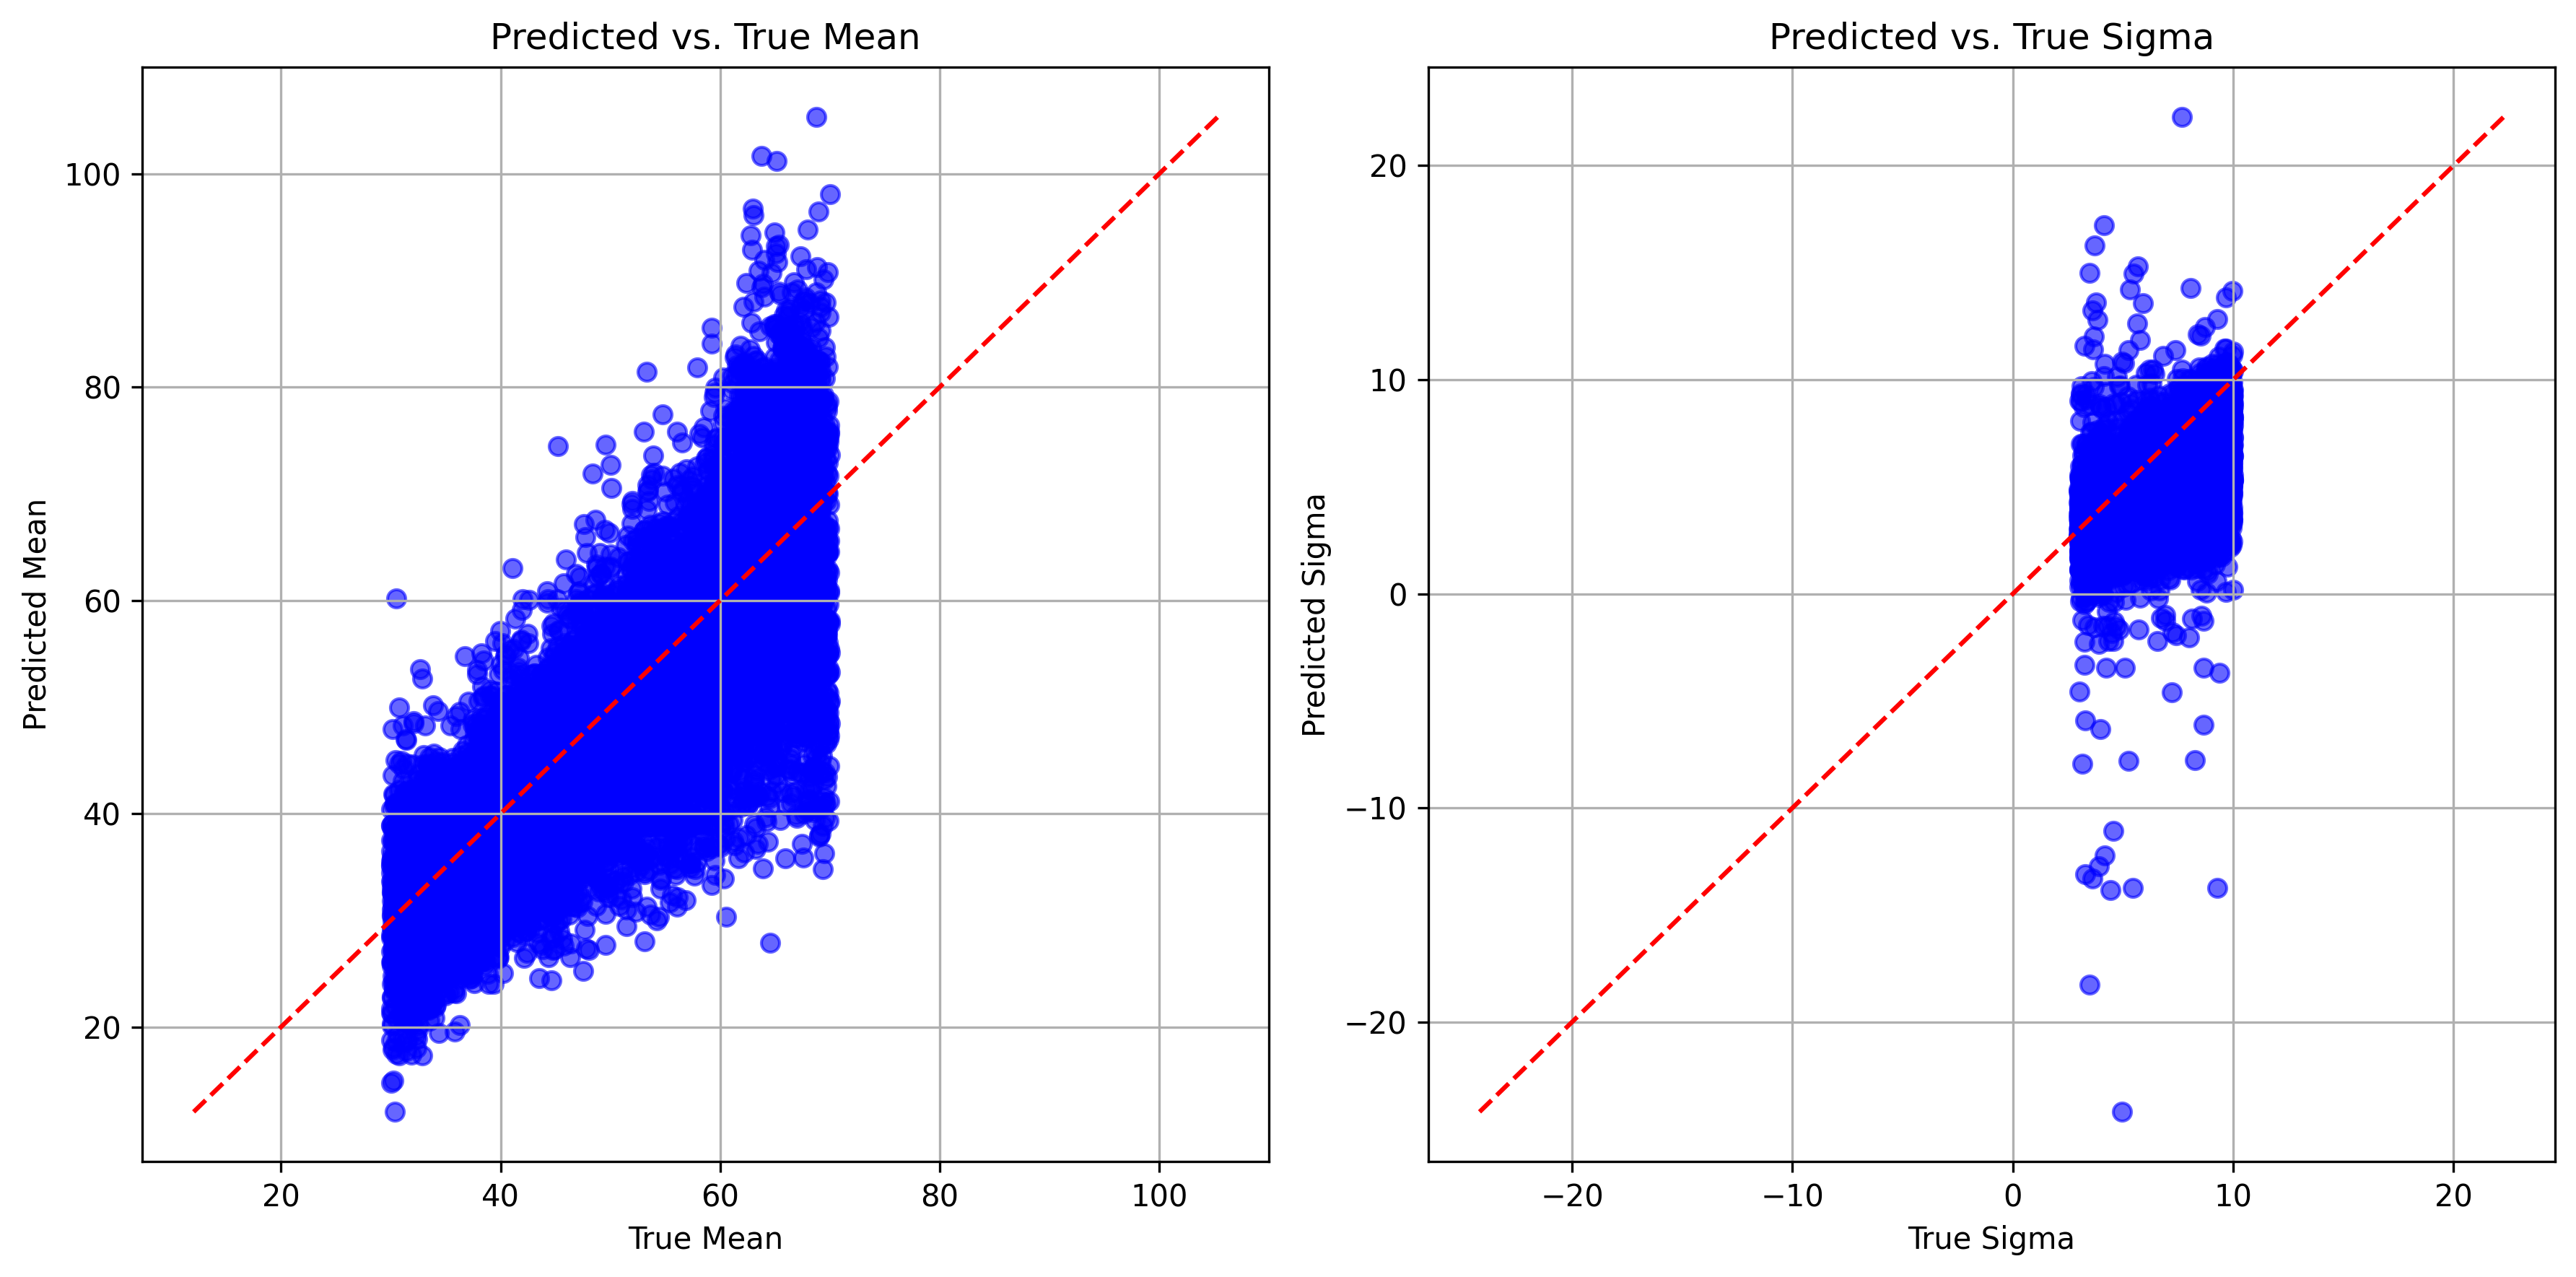 Predicted vs. True Mean
Predicted Mean
100
80
60
40
20
20 40 60 80 100
True Mean
Predicted vs. True Sigma
Predicted Sigma
20
10
0
−10
−20
−20 −10 0 10 20
True Sigma